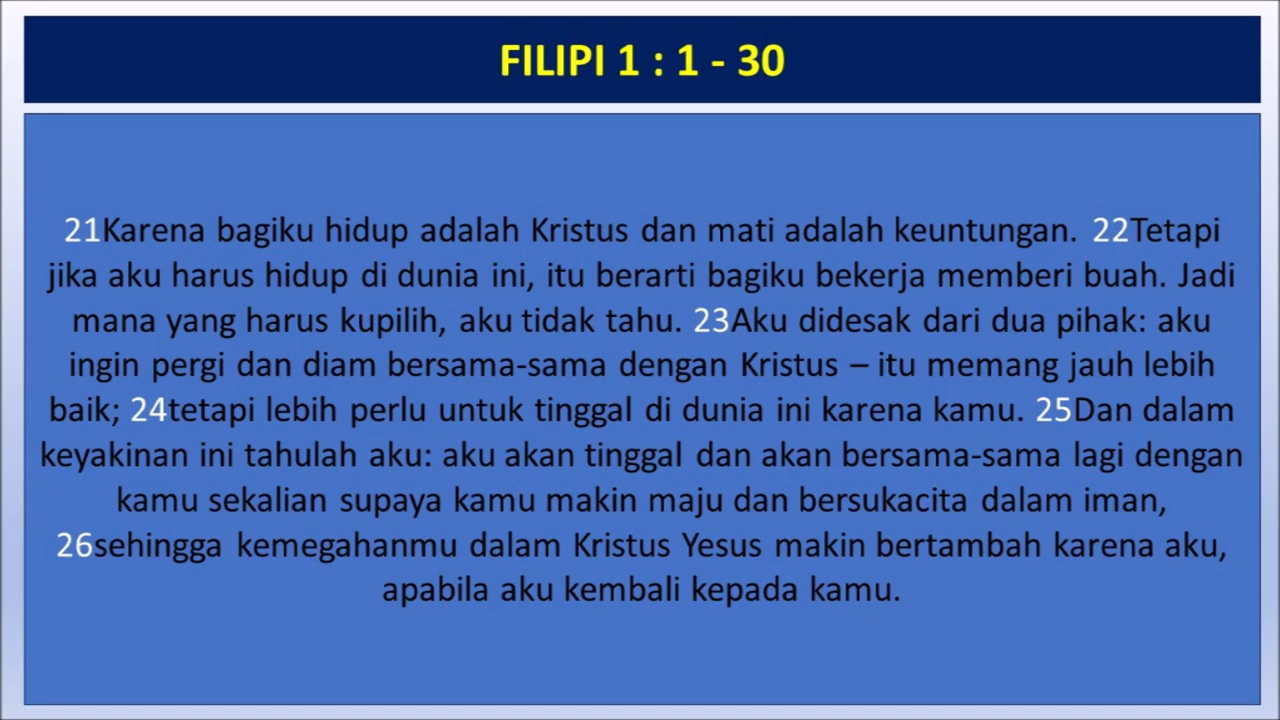 FILIPI 1 : 1 - 30
21Karena bagiku hidup adalah Kristus dan mati adalah keuntungan. 22Tetapi
jika aku harus hidup di dunia ini, itu berarti bagiku bekerja memberi buah. Jadi
mana yang harus kupilih, aku tidak tahu. 23Aku didesak dari dua pihak: aku
ingin pergi dan diam bersama-sama dengan Kristus – itu memang jauh lebih
baik; 24tetapi lebih perlu untuk tinggal di dunia ini karena kamu. 25Dan dalam
keyakinan ini tahulah aku: aku akan tinggal dan akan bersama-sama lagi dengan
kamu sekalian supaya kamu makin maju dan bersukacita dalam iman,
26sehingga kemegahanmu dalam Kristus Yesus makin bertambah karena aku,
apabila aku kembali kepada kamu.